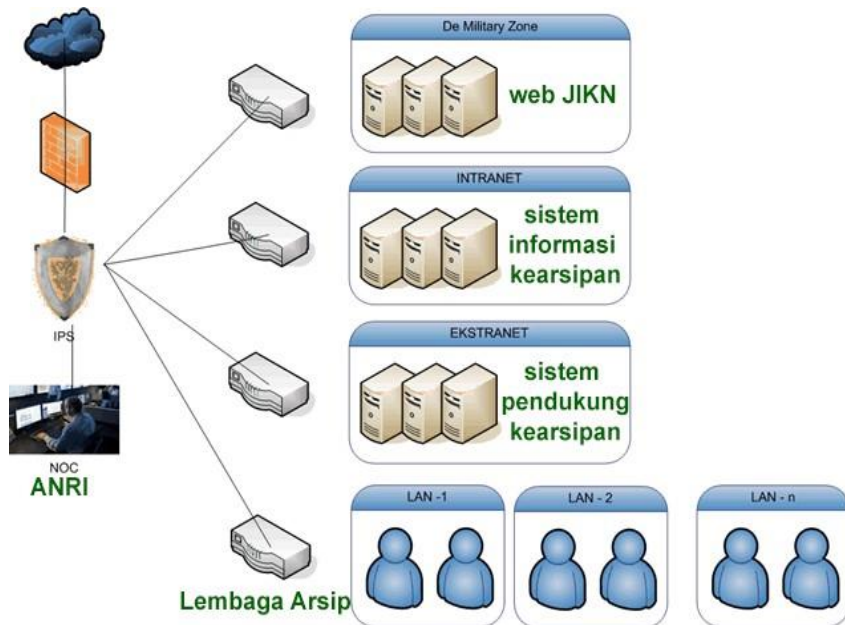 De Military Zone
web JIKN
INTRANET
sistem
informasi
kearsipan
IPS
EKSTRANET
sistem
pendukung
kearsipan
NOC
ANRI
LAN -1
LAN - 2
LAN - n
Lembaga Arsip